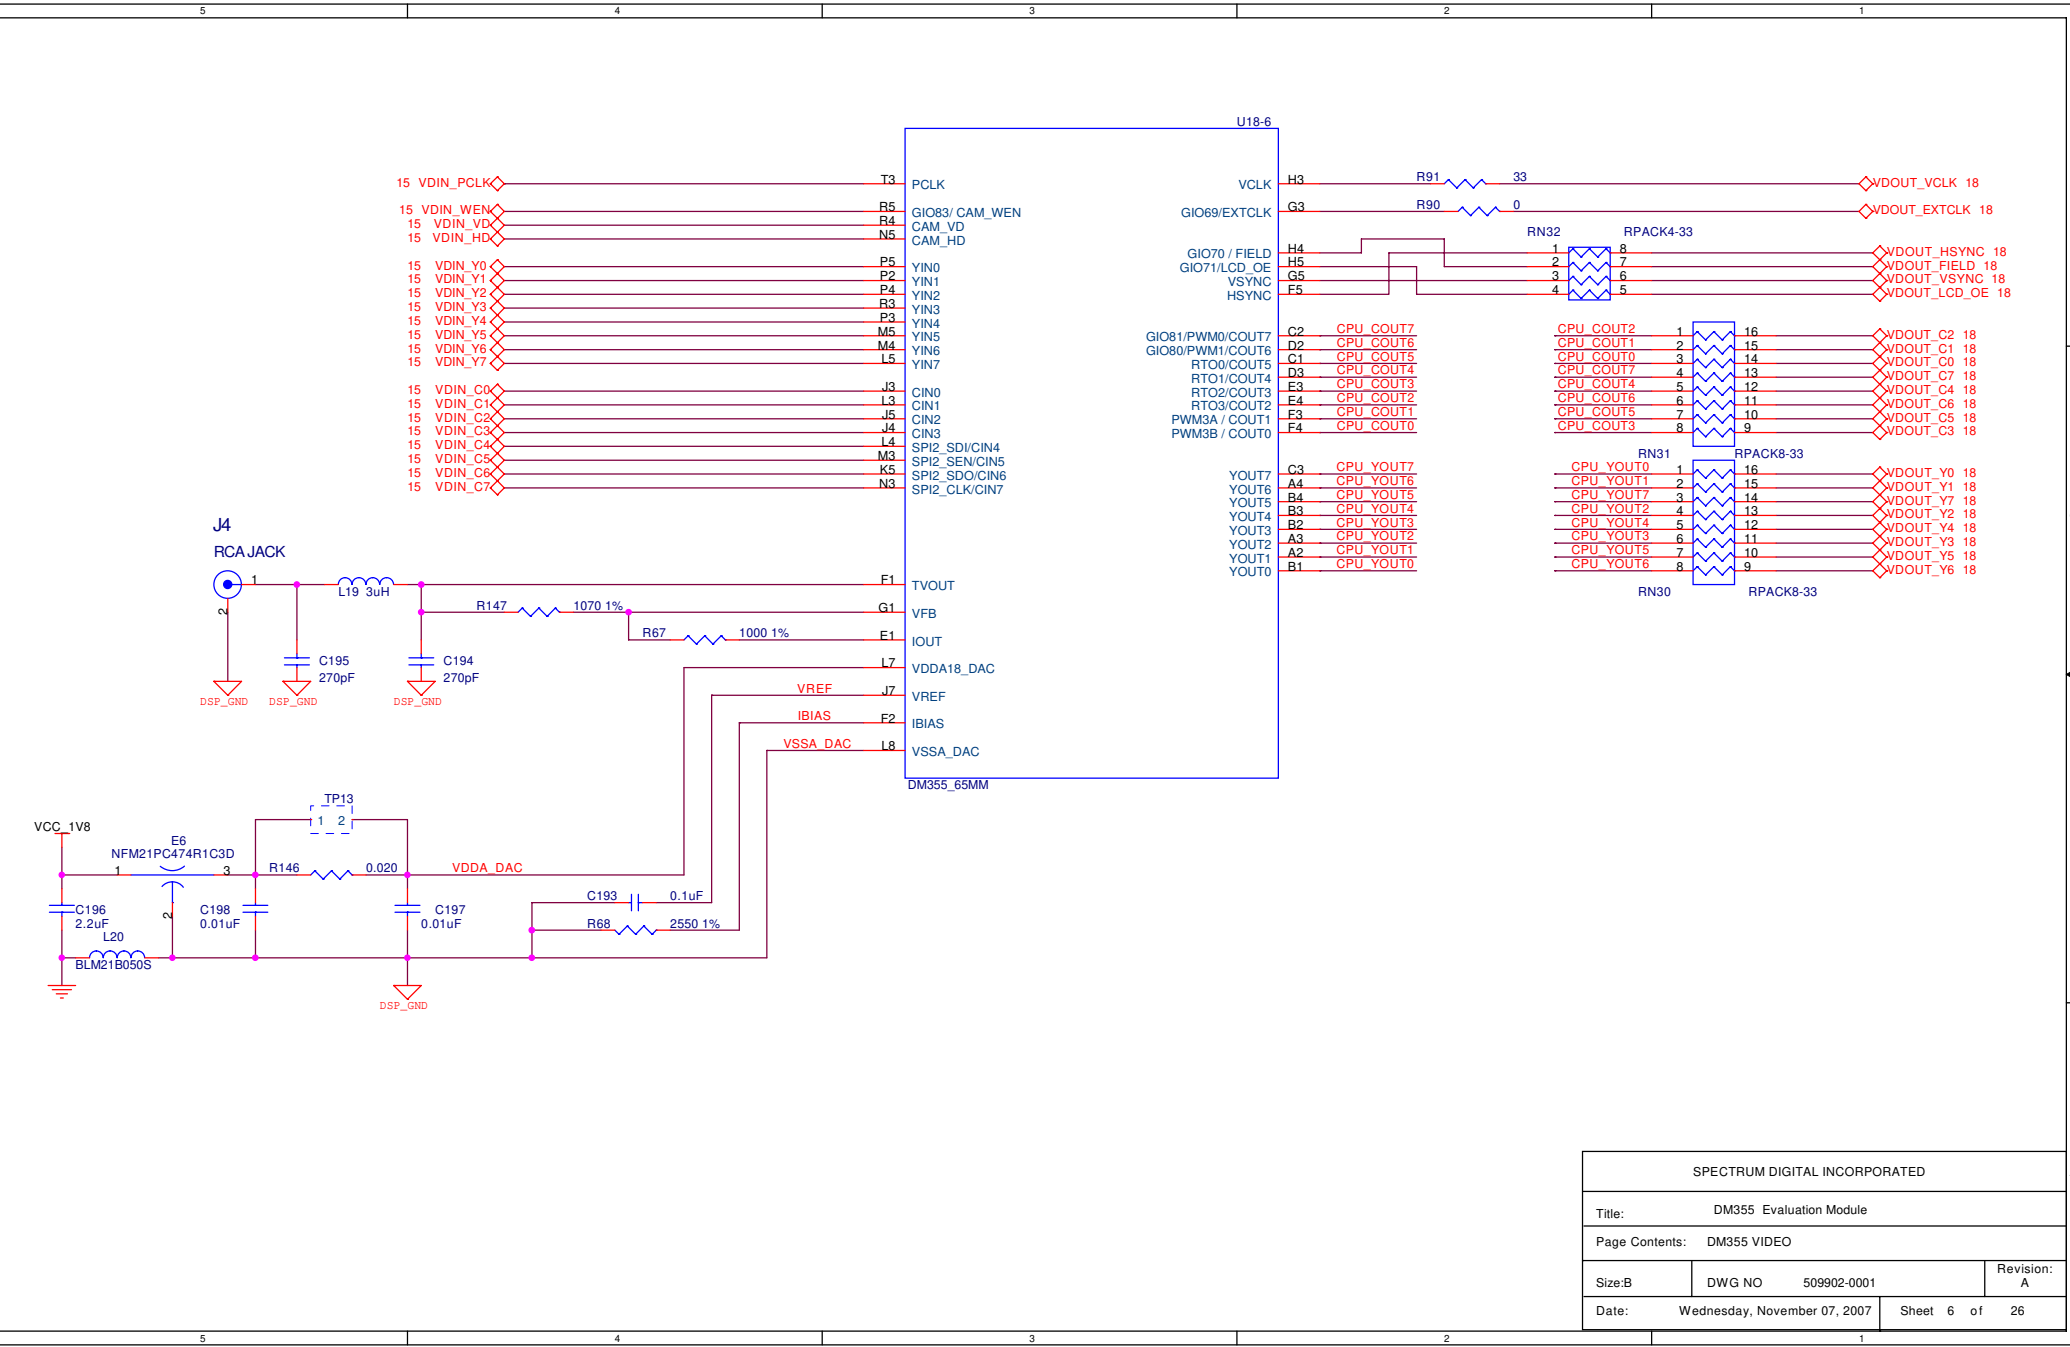 5 4 3 2 1
U18-6
15 VDIN_PCLK T3 PCLK
15 VDIN_WEN R5 GIO83/ CAM_WEN
15 VDIN_VD R4 CAM_VD
15 VDIN_HD N5 CAM_HD
15 VDIN_Y0 P5 YIN0
15 VDIN_Y1 P2 YIN1
15 VDIN_Y2 P4 YIN2
15 VDIN_Y3 R3 YIN3
15 VDIN_Y4 P3 YIN4
15 VDIN_Y5 M5 YIN5
15 VDIN_Y6 M4 YIN6
15 VDIN_Y7 L5 YIN7
15 VDIN_C0 J3 CIN0
15 VDIN_C1 L3 CIN1
15 VDIN_C2 J5 CIN2
15 VDIN_C3 J4 CIN3
15 VDIN_C4 L4 SPI2_SDI/CIN4
15 VDIN_C5 M3 SPI2_SEN/CIN5
15 VDIN_C6 K5 SPI2_SDO/CIN6
15 VDIN_C7 N3 SPI2_CLK/CIN7
VCLK H3 R91 33 VDOUT_VCLK 18
GIO69/EXTCLK G3 R90 0 VDOUT_EXTCLK 18
RN32 RPACK4-33
GIO70 / FIELD H4 1 8 VDOUT_HSYNC 18
GIO71/LCD_OE H5 2 7 VDOUT_FIELD 18
VSYNC G5 3 6 VDOUT_VSYNC 18
HSYNC F5 4 5 VDOUT_LCD_OE 18
GIO81/PWM0/COUT7 C2 CPU_COUT7 CPU_COUT2 1 16 VDOUT_C2 18
GIO80/PWM1/COUT6 D2 CPU_COUT6 CPU_COUT1 2 15 VDOUT_C1 18
RTO0/COUT5 C1 CPU_COUT5 CPU_COUT0 3 14 VDOUT_C0 18
RTO1/COUT4 D3 CPU_COUT4 CPU_COUT7 4 13 VDOUT_C7 18
RTO2/COUT3 E3 CPU_COUT3 CPU_COUT4 5 12 VDOUT_C4 18
RTO3/COUT2 E4 CPU_COUT2 CPU_COUT6 6 11 VDOUT_C6 18
PWM3A / COUT1 F3 CPU_COUT1 CPU_COUT5 7 10 VDOUT_C5 18
PWM3B / COUT0 F4 CPU_COUT0 CPU_COUT3 8 9 VDOUT_C3 18
RN31 RPACK8-33
YOUT7 C3 CPU_YOUT7 CPU_YOUT0 1 16 VDOUT_Y0 18
YOUT6 A4 CPU_YOUT6 CPU_YOUT1 2 15 VDOUT_Y1 18
YOUT5 B4 CPU_YOUT5 CPU_YOUT7 3 14 VDOUT_Y7 18
YOUT4 B3 CPU_YOUT4 CPU_YOUT2 4 13 VDOUT_Y2 18
YOUT3 B2 CPU_YOUT3 CPU_YOUT4 5 12 VDOUT_Y4 18
YOUT2 A3 CPU_YOUT2 CPU_YOUT3 6 11 VDOUT_Y3 18
YOUT1 A2 CPU_YOUT1 CPU_YOUT5 7 10 VDOUT_Y5 18
YOUT0 B1 CPU_YOUT0 CPU_YOUT6 8 9 VDOUT_Y6 18
RN30 RPACK8-33
J4
RCA JACK
1 L19 3uH F1 TVOUT
2 R147 1070 1% G1 VFB
R67 1000 1% E1 IOUT
C195 C194
270pF 270pF
DSP_GND DSP_GND DSP_GND
L7 VDDA18_DAC
VREF J7 VREF
IBIAS F2 IBIAS
VSSA_DAC L8 VSSA_DAC
DM355_65MM
TP13
1 2
VCC_1V8
E6
NFM21PC474R1C3D
1 3 R146 0.020 VDDA_DAC
2
C193 0.1uF
C196 C198 C197
2.2uF 0.01uF 0.01uF
R68 2550 1%
L20
BLM21B050S
DSP_GND
SPECTRUM DIGITAL INCORPORATED
Title: DM355 Evaluation Module
Page Contents: DM355 VIDEO
Size:B DWG NO 509902-0001 Revision: A
Date: Wednesday, November 07, 2007 Sheet 6 of 26
5 4 3 2 1